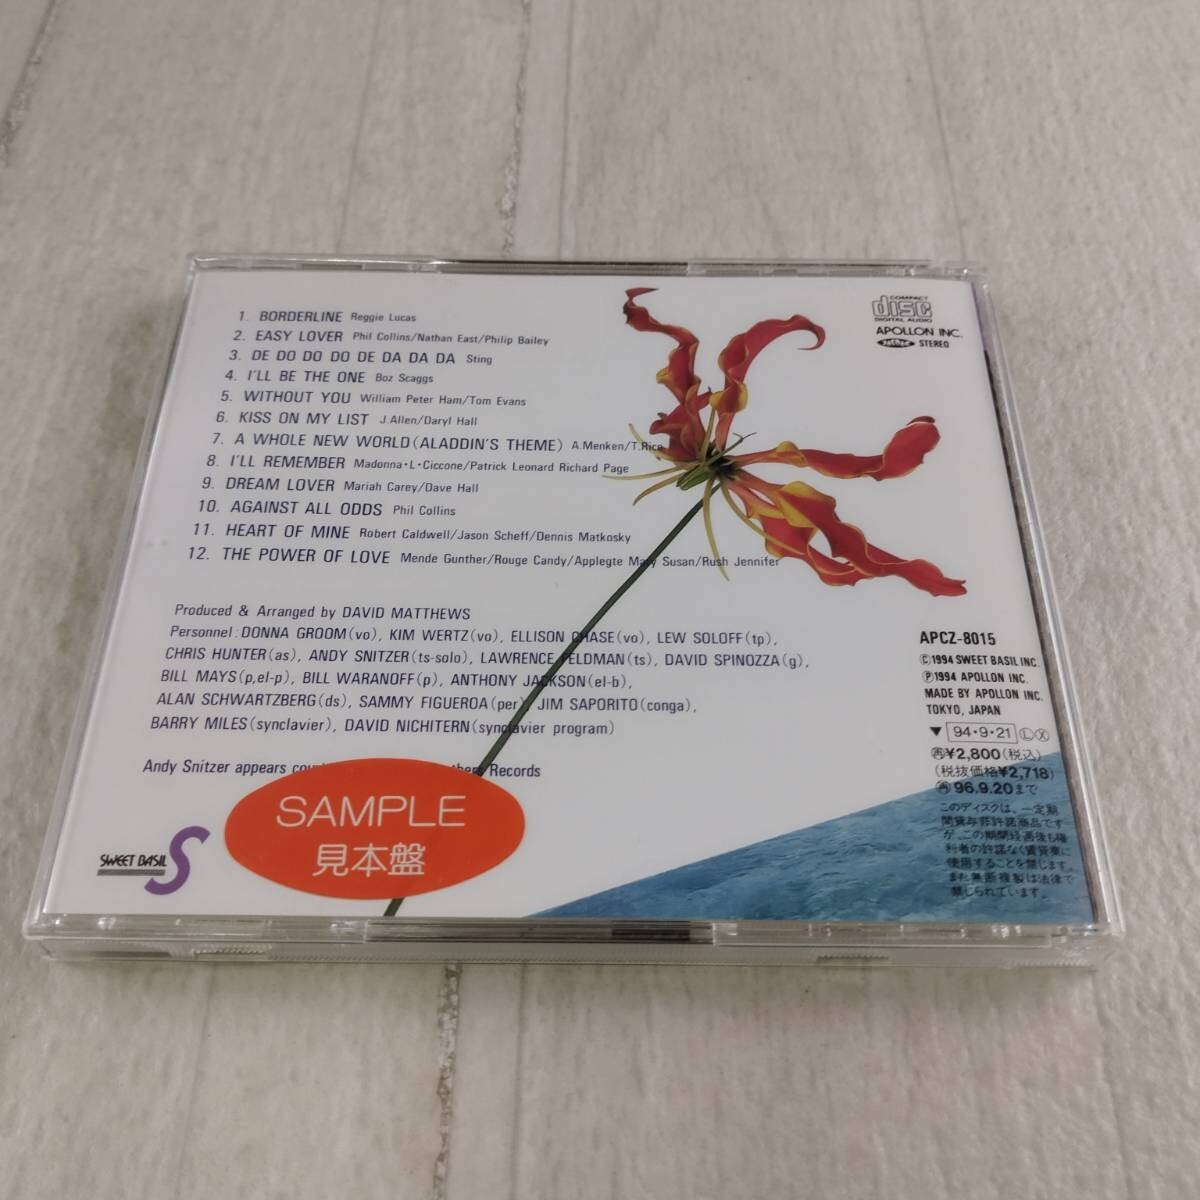 1. BORDERLINE Reggie Lucas
2. EASY LOVER Phil Collins/Nathan East/Philip Bailey
3. DE DO DO DO DE DA DA DA Sting
4. I'LL BE THE ONE Boz Scaggs
5. WITHOUT YOU William Peter Ham/Tom Evans
6. KISS ON MY LIST J.Allen/Daryl Hall
7. A WHOLE NEW WORLD (ALADDIN'S THEME) A.Menken/T.Rice
8. I'LL REMEMBER Madonna・L・Ciccone/Patrick Leonard Richard Page
9. DREAM LOVER Mariah Carey/Dave Hall
10. AGAINST ALL ODDS Phil Collins
11. HEART OF MINE Robert Caldwell/Jason Scheff/Dennis Matkosky
12. THE POWER OF LOVE Mende Gunther/Rouge Candy/Applegte Mary Susan/Rush Jennifer
Produced & Arranged by DAVID MATTHEWS
Personnel: DONNA GROOM(vo), KIM WERTZ(vo), ELLISON CHASE(vo), LEW SOLOFF(tp),
CHRIS HUNTER(as), ANDY SNITZER(ts-solo), LAWRENCE FELDMAN(ts), DAVID SPINOZZA(g),
BILL MAYS(p,el-p), BILL WARANOFF(p), ANTHONY JACKSON(el-b),
ALAN SCHWARTZBERG(ds), SAMMY FIGUEROA(per), JIM SAPORITO(conga),
BARRY MILES(synclavier), DAVID NICHITERN(synclavier program)
Andy Snitzer appears Records
SAMPLE
見本盤
SWEET BASIL S
COMPACT
disc
DIGITAL AUDIO
APOLLON INC.
STEREO
APCZ-8015
Ⓒ1994 SWEET BASIL INC.
Ⓟ1994 APOLLON INC.
MADE BY APOLLON INC.
TOKYO, JAPAN
▼ 94・9・21 ⓁⓍ
㊢¥2,800(税込)
(税抜価格¥2,718)
㊢96.9.20まで
このディスクは、一定期
間貸与非許諾商品です
が、この期間経過後も権
利者の許諾なく賃貸業に
使用することを禁じます。
また無断複製は法律で
禁じられています。